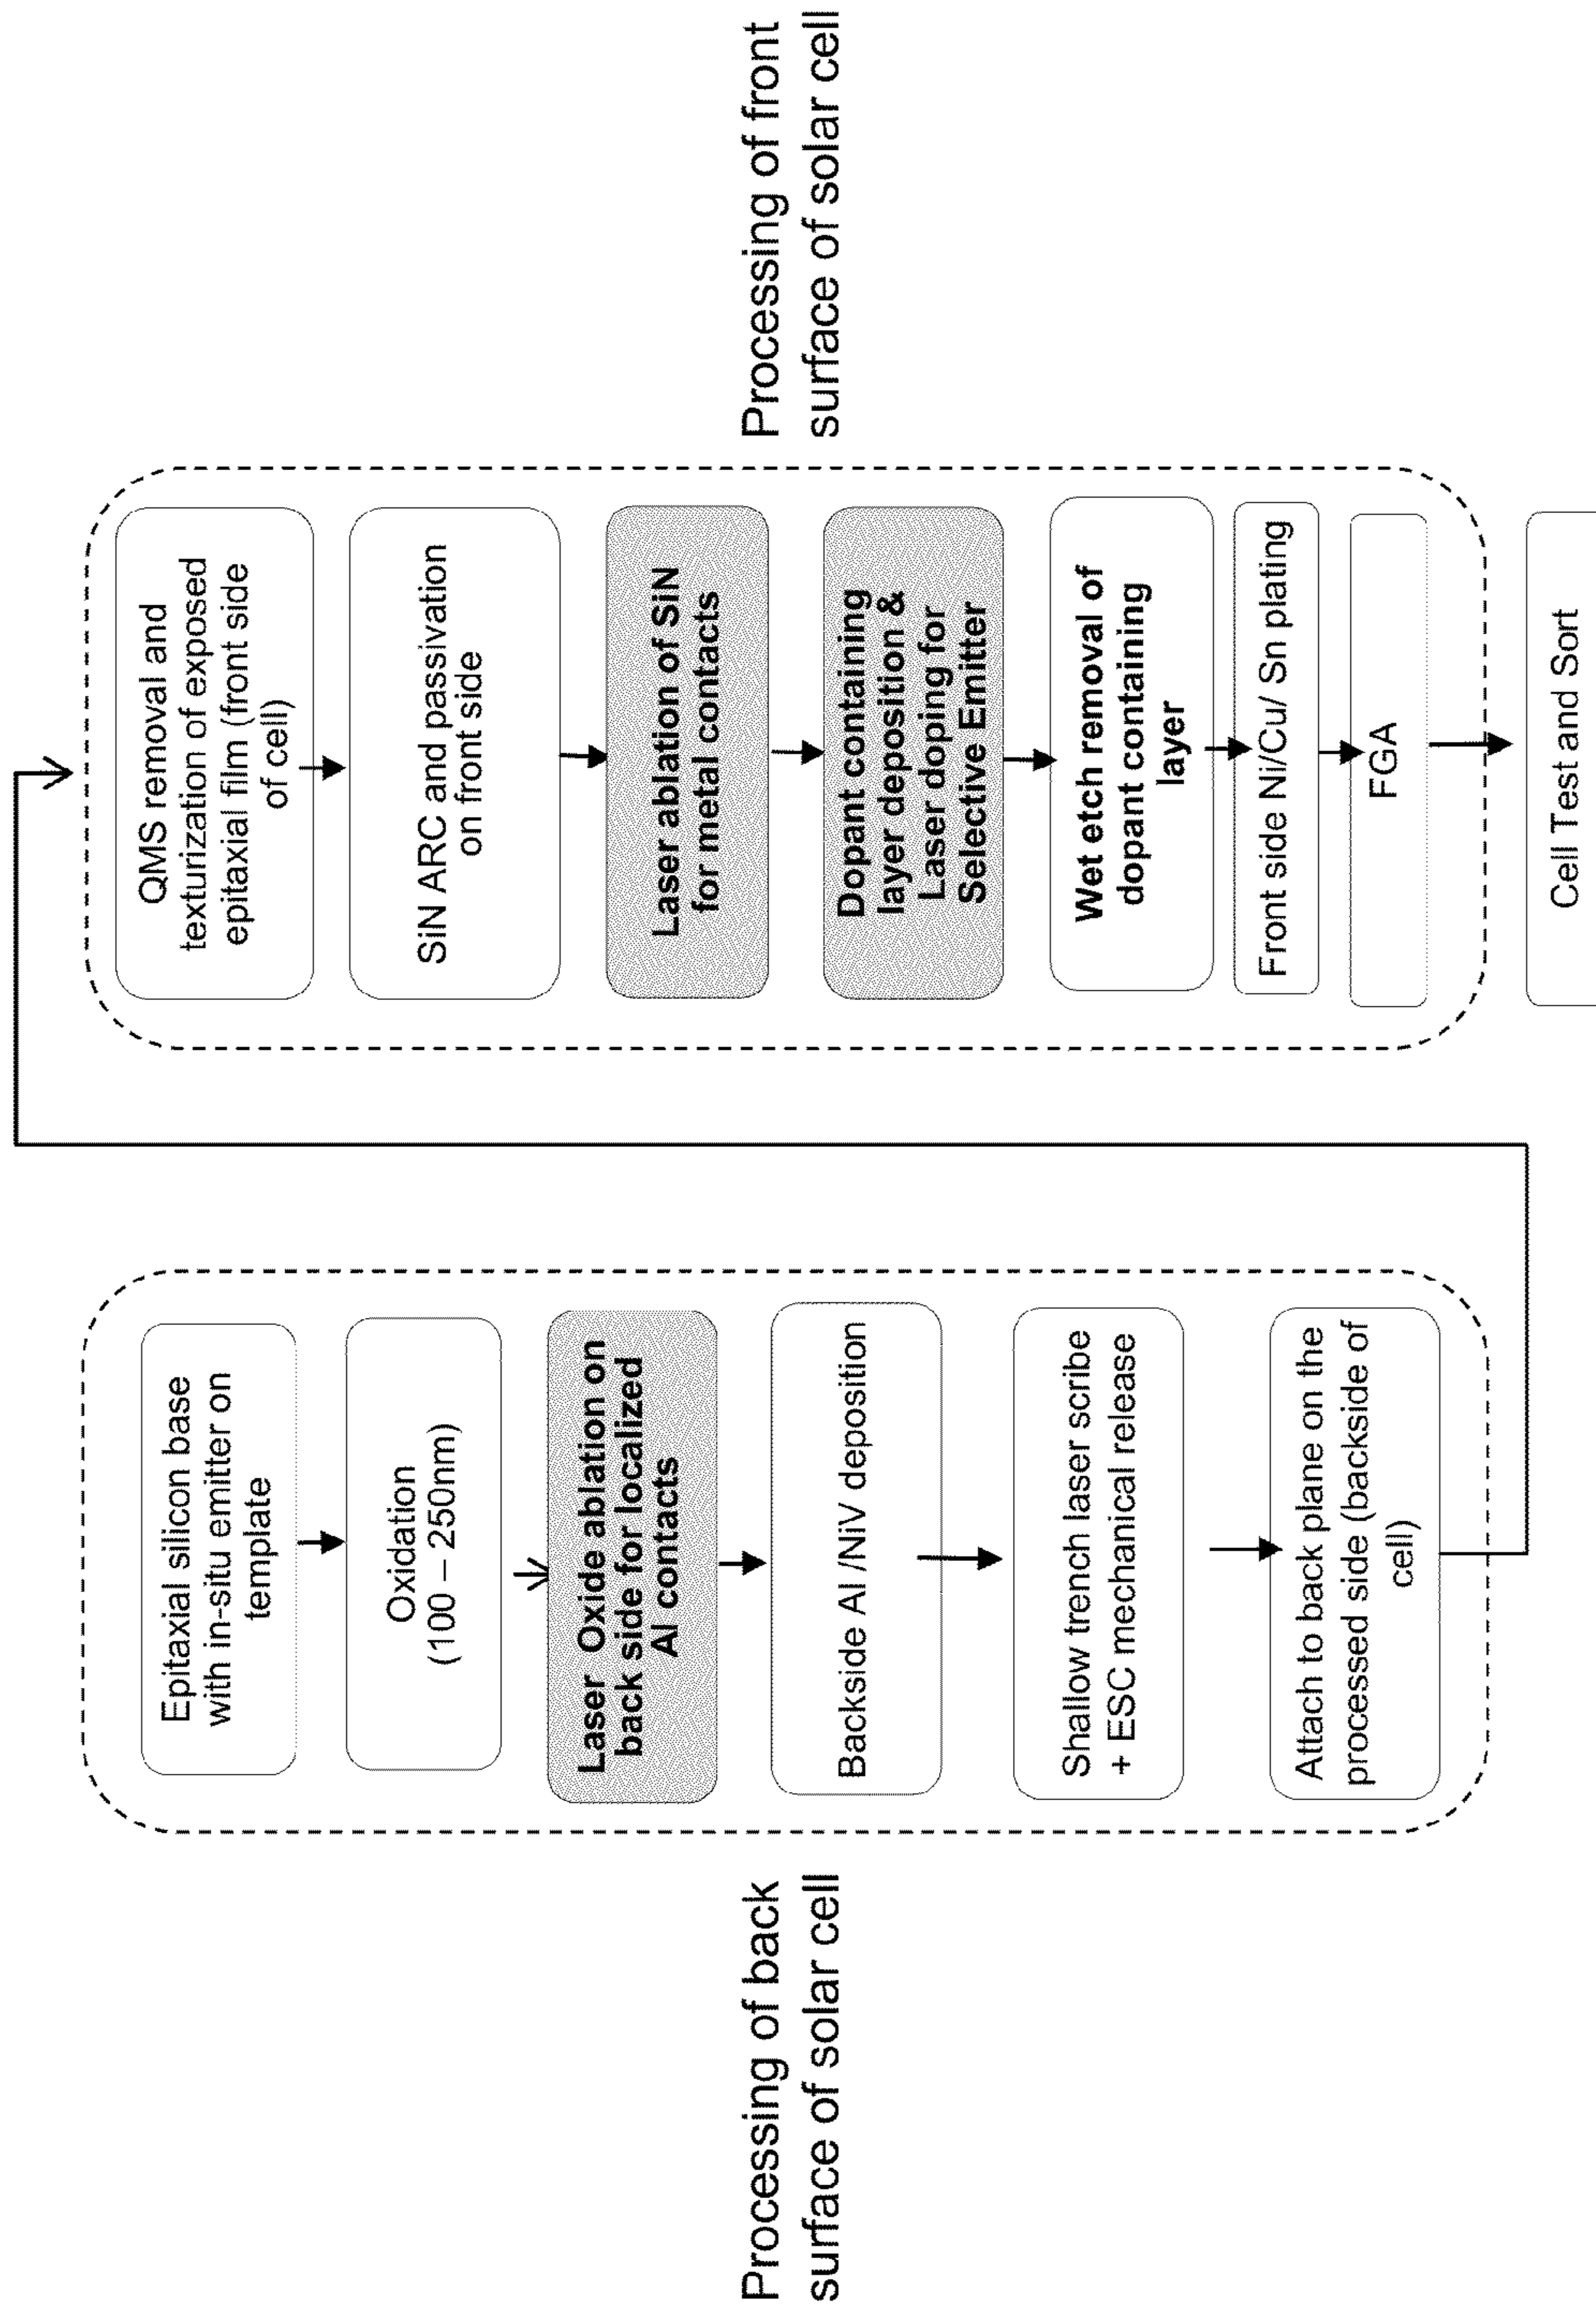 Processing of back
surface of solar cell
Epitaxial silicon base
with in-situ emitter on
template
Oxidation
(100 – 250nm)
Laser Oxide ablation on
back side for localized
Al contacts
Backside Al /NiV deposition
Shallow trench laser scribe
+ ESC mechanical release
Attach to back plane on the
processed side (backside of
cell)
QMS removal and
texturization of exposed
epitaxial film (front side
of cell)
SiN ARC and passivation
on front side
Laser ablation of SiN
for metal contacts
Dopant containing
layer deposition &
Laser doping for
Selective Emitter
Wet etch removal of
dopant containing
layer
Front side Ni/Cu/ Sn plating
FGA
Cell Test and Sort
Processing of front
surface of solar cell